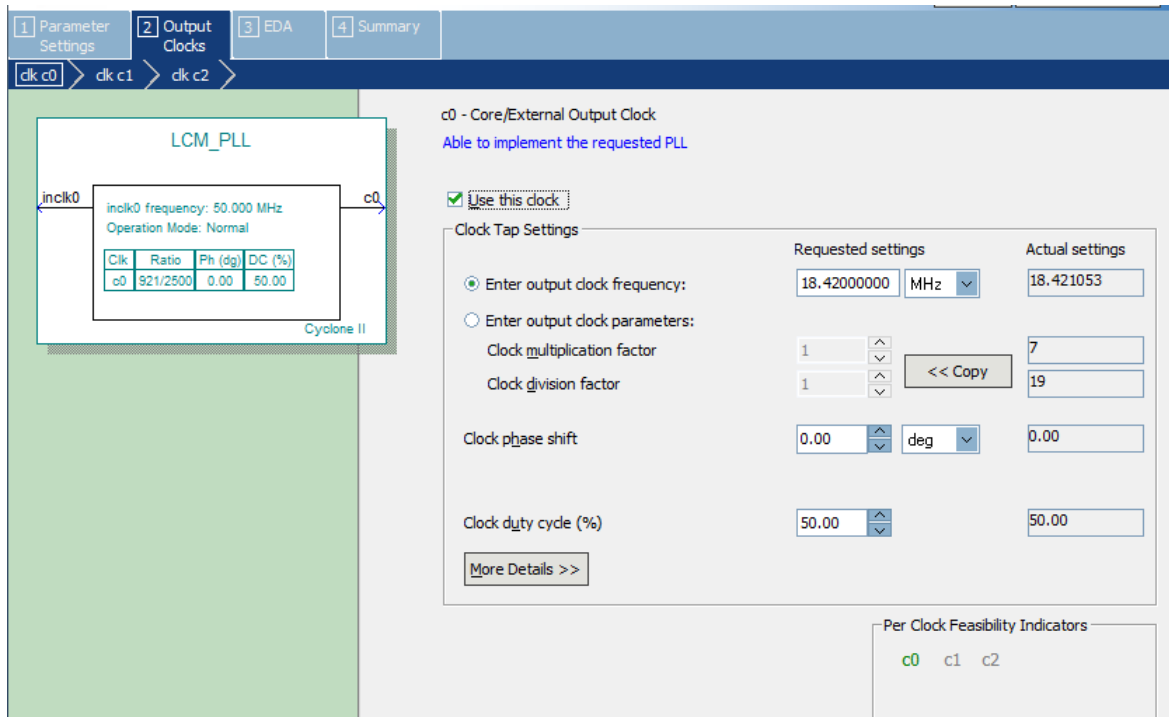 1 Parameter Settings
2 Output Clocks
3 EDA
4 Summary
clk c0
clk c1
clk c2
LCM_PLL
inclk0
c0
inclk0 frequency: 50.000 MHz
Operation Mode: Normal
Clk Ratio Ph (dg) DC (%)
c0 921/2500 0.00 50.00
Cyclone II
c0 - Core/External Output Clock
Able to implement the requested PLL
Use this clock
Clock Tap Settings
Requested settings Actual settings
Enter output clock frequency: 18.42000000 MHz 18.421053
Enter output clock parameters:
Clock multiplication factor 1 7
<< Copy
Clock division factor 1 19
Clock phase shift 0.00 deg 0.00
Clock duty cycle (%) 50.00 50.00
More Details >>
Per Clock Feasibility Indicators
c0 c1 c2